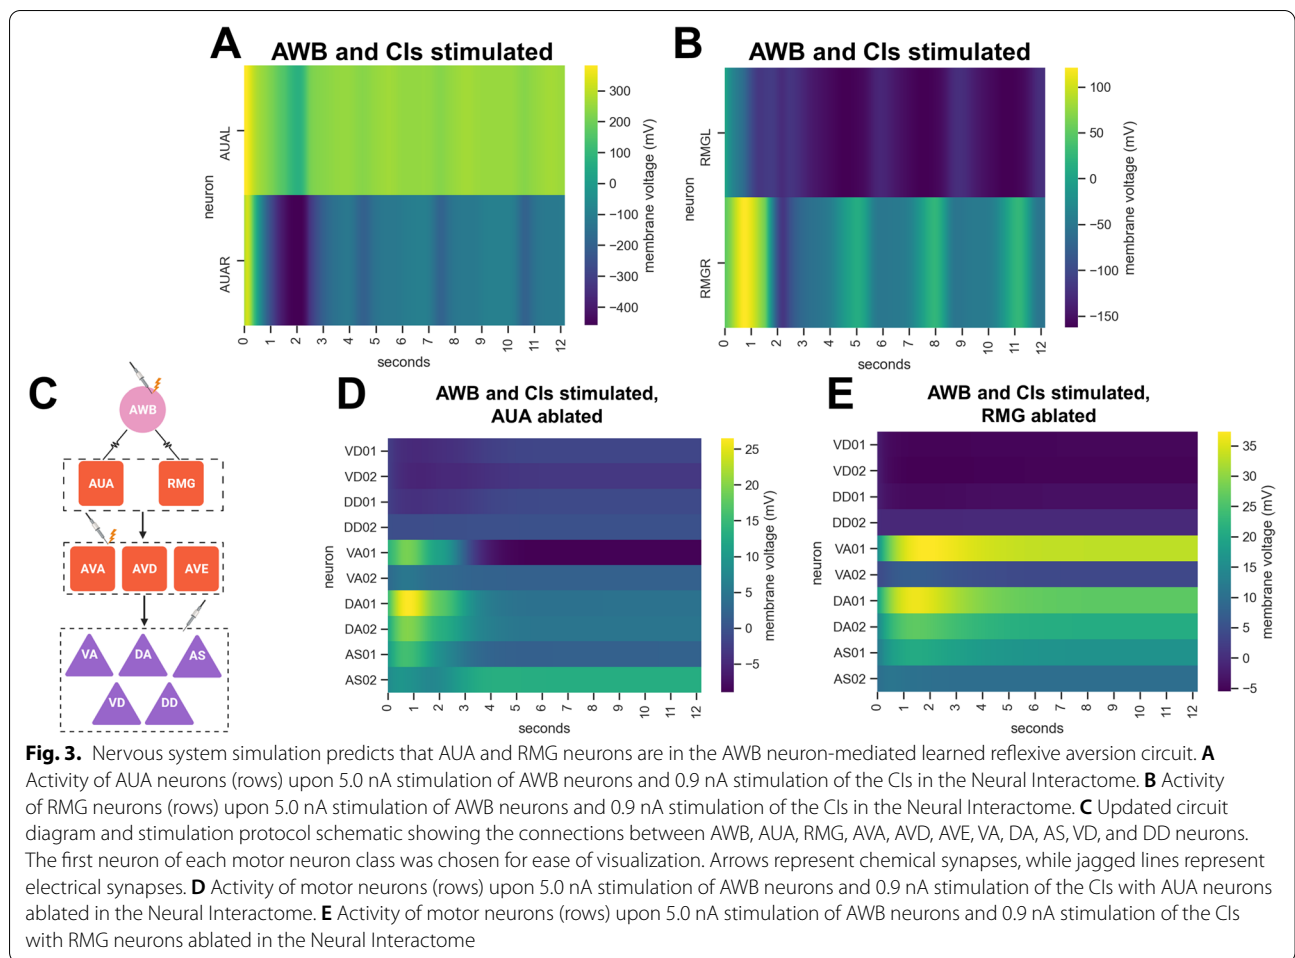 A
AWB and CIs stimulated
AUAL
AUAR
neuron
0 1 2 3 4 5 6 7 8 9 10 11 12
seconds
300
200
100
0
−100
−200
−300
−400
membrane voltage (mV)
B
AWB and CIs stimulated
RMGL
RMGR
neuron
0 1 2 3 4 5 6 7 8 9 10 11 12
seconds
100
50
0
−50
−100
−150
membrane voltage (mV)
C
AWB
AUA RMG
AVA AVD AVE
VA DA AS
VD DD
D
AWB and CIs stimulated,
AUA ablated
VD01
VD02
DD01
DD02
VA01
VA02
DA01
DA02
AS01
AS02
neuron
0 1 2 3 4 5 6 7 8 9 10 11 12
seconds
25
20
15
10
5
0
−5
membrane voltage (mV)
E
AWB and CIs stimulated,
RMG ablated
VD01
VD02
DD01
DD02
VA01
VA02
DA01
DA02
AS01
AS02
neuron
0 1 2 3 4 5 6 7 8 9 10 11 12
seconds
35
30
25
20
15
10
5
0
−5
membrane voltage (mV)
Fig. 3. Nervous system simulation predicts that AUA and RMG neurons are in the AWB neuron-mediated learned reflexive aversion circuit. A
Activity of AUA neurons (rows) upon 5.0 nA stimulation of AWB neurons and 0.9 nA stimulation of the CIs in the Neural Interactome. B Activity
of RMG neurons (rows) upon 5.0 nA stimulation of AWB neurons and 0.9 nA stimulation of the CIs in the Neural Interactome. C Updated circuit
diagram and stimulation protocol schematic showing the connections between AWB, AUA, RMG, AVA, AVD, AVE, VA, DA, AS, VD, and DD neurons.
The first neuron of each motor neuron class was chosen for ease of visualization. Arrows represent chemical synapses, while jagged lines represent
electrical synapses. D Activity of motor neurons (rows) upon 5.0 nA stimulation of AWB neurons and 0.9 nA stimulation of the CIs with AUA neurons
ablated in the Neural Interactome. E Activity of motor neurons (rows) upon 5.0 nA stimulation of AWB neurons and 0.9 nA stimulation of the CIs
with RMG neurons ablated in the Neural Interactome